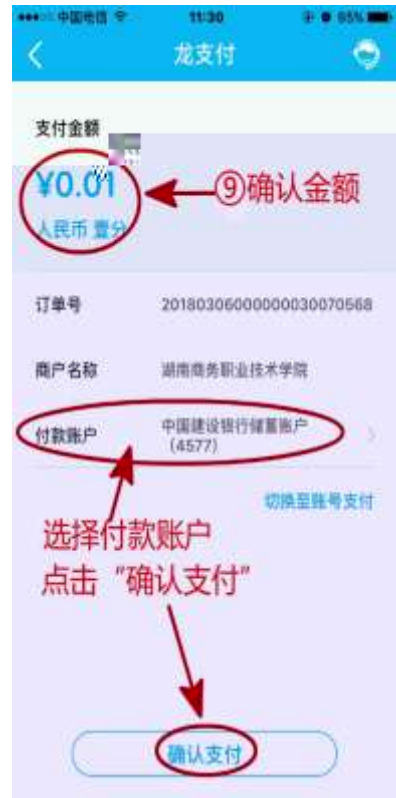 中国电信 11:30 95%
龙支付
支付金额
¥0.01
⑨确认金额
人民币 壹分
订单号 20180306000000030070568
商户名称 湖南商务职业技术学院
付款账户 中国建设银行储蓄账户
(4577)
切换至账号支付
选择付款账户
点击“确认支付”
确认支付